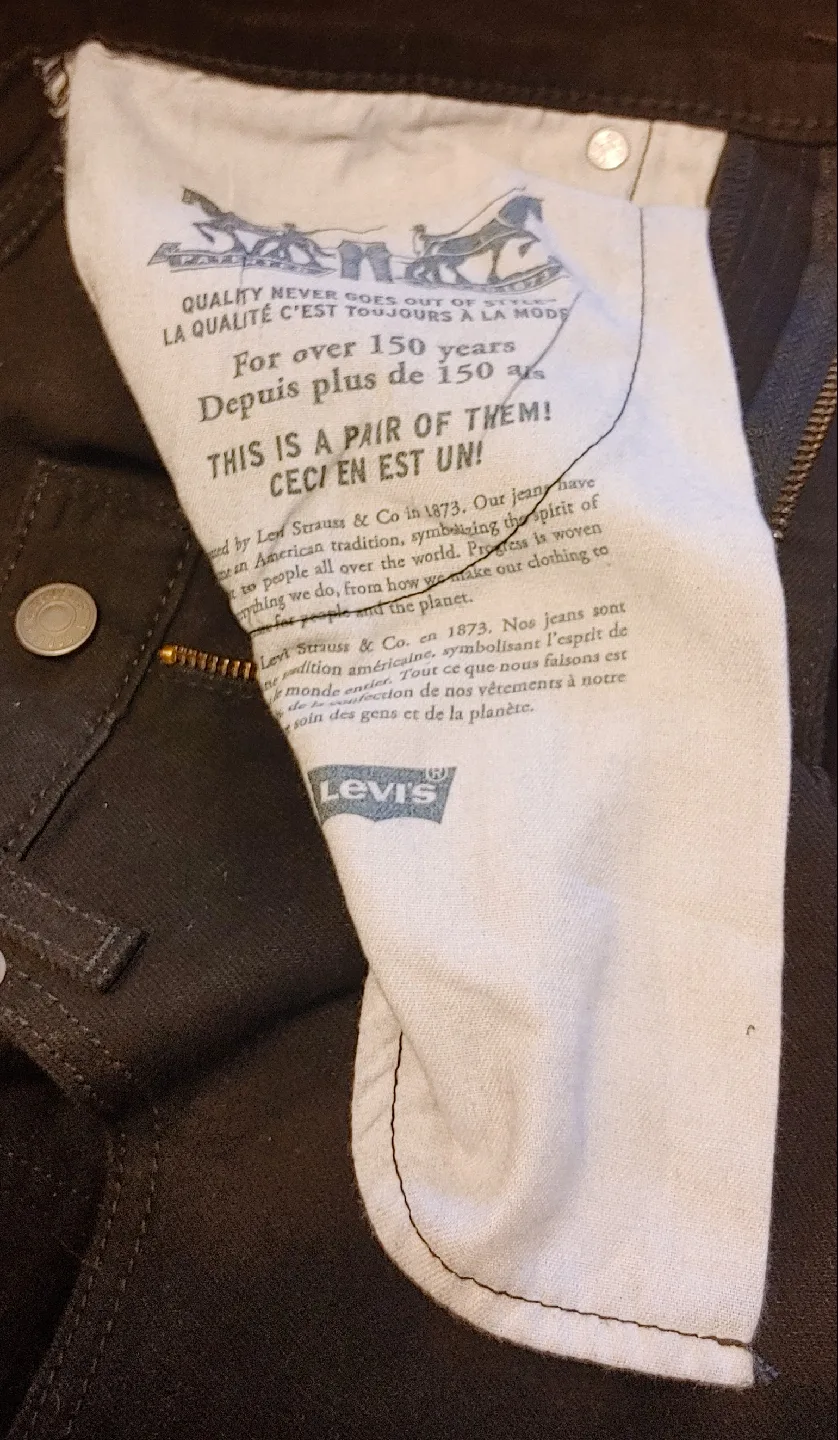 QUALITY NEVER GOES OUT OF STYLE
LA QUALITÉ C'EST TOUJOURS À LA MODE
For over 150 years
Depuis plus de 150 ans
THIS IS A PAIR OF THEM!
CECI EN EST UN!
by Levi Strauss & Co in 1873. Our jeans have
an American tradition, symbolizing the spirit of
to people all over the world. Progress is woven
we do, from how we make our clothing to
for people and the planet.
Levi Strauss & Co. en 1873. Nos jeans sont
tradition américaine, symbolisant l'esprit de
monde entier. Tout ce que nous faisons est
de la confection de nos vêtements à notre
soin des gens et de la planète.
LEVI'S®